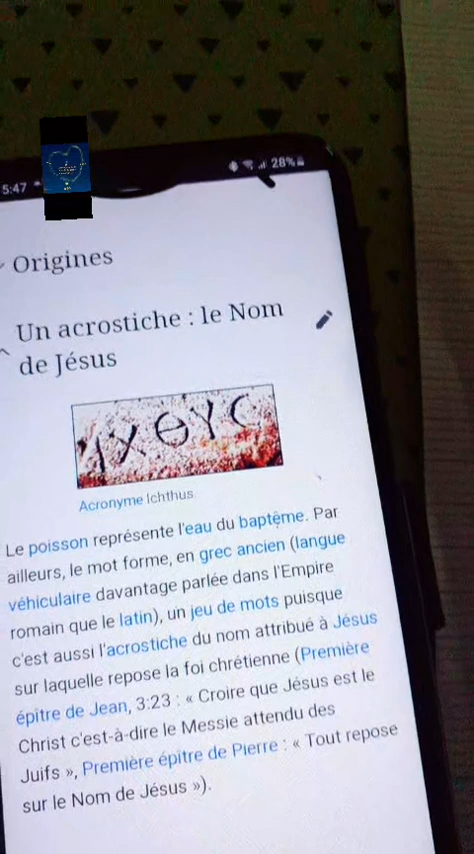 5:47
28%
Origines
Un acrostiche : le Nom
de Jésus
ΙΧΘΥϹ
Acronyme Ichthus
Le poisson représente l'eau du baptême. Par
ailleurs, le mot forme, en grec ancien (langue
véhiculaire davantage parlée dans l'Empire
romain que le latin), un jeu de mots puisque
c'est aussi l'acrostiche du nom attribué à Jésus
sur laquelle repose la foi chrétienne (Première
épître de Jean, 3:23 : « Croire que Jésus est le
Christ c'est-à-dire le Messie attendu des
Juifs », Première épître de Pierre : « Tout repose
sur le Nom de Jésus »).